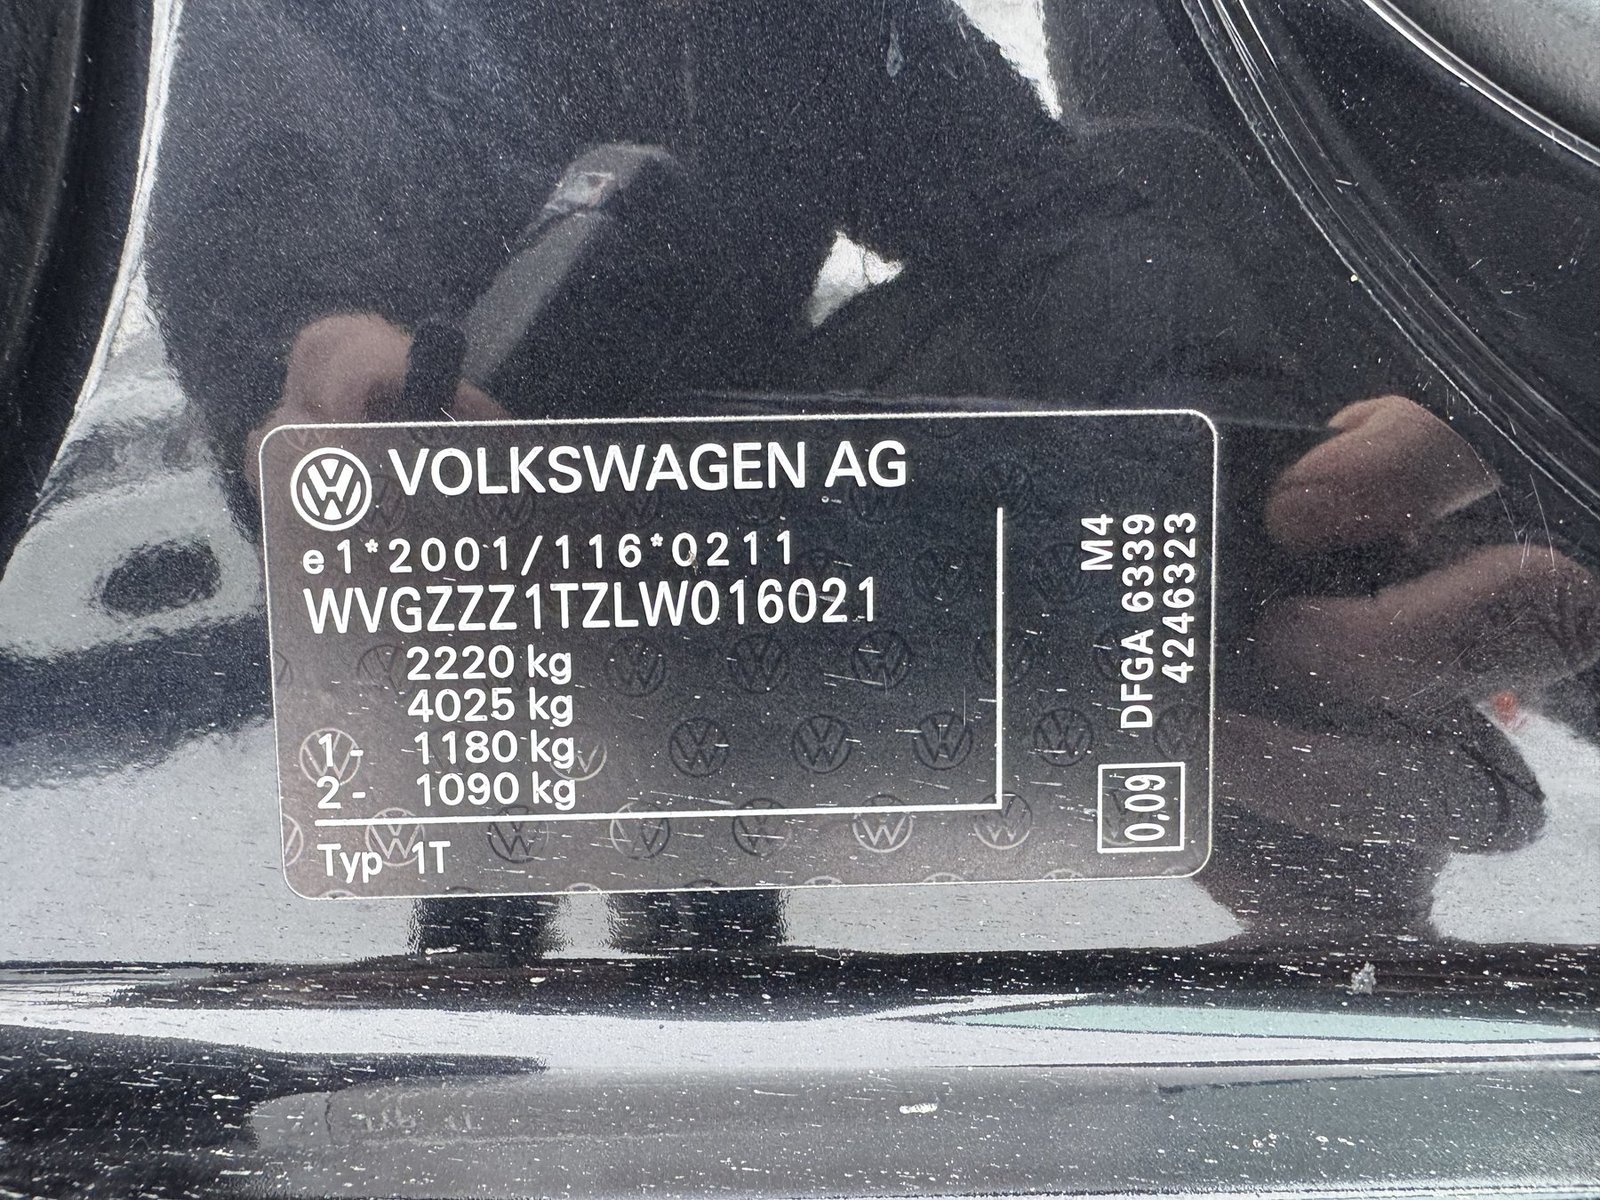 VOLKSWAGEN AG
e1*2001/116*0211
WVGZZZ1TZLW016021
2220 kg
4025 kg
1- 1180 kg
2- 1090 kg
Typ 1T
M4
DFGA 6339
4246323
0,09